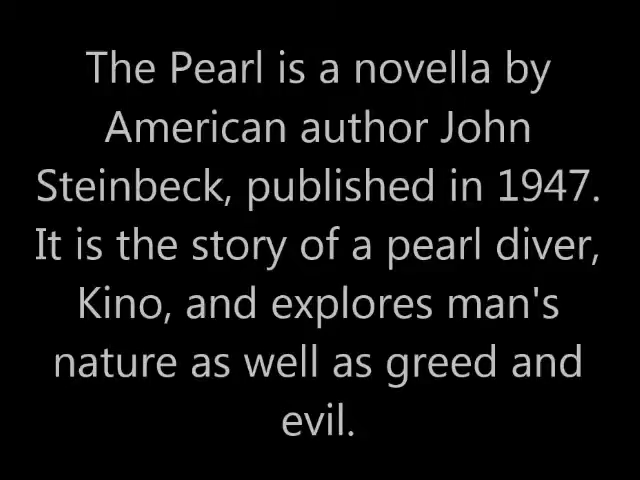 The Pearl is a novella by
American author John
Steinbeck, published in 1947.
It is the story of a pearl diver,
Kino, and explores man's
nature as well as greed and
evil.